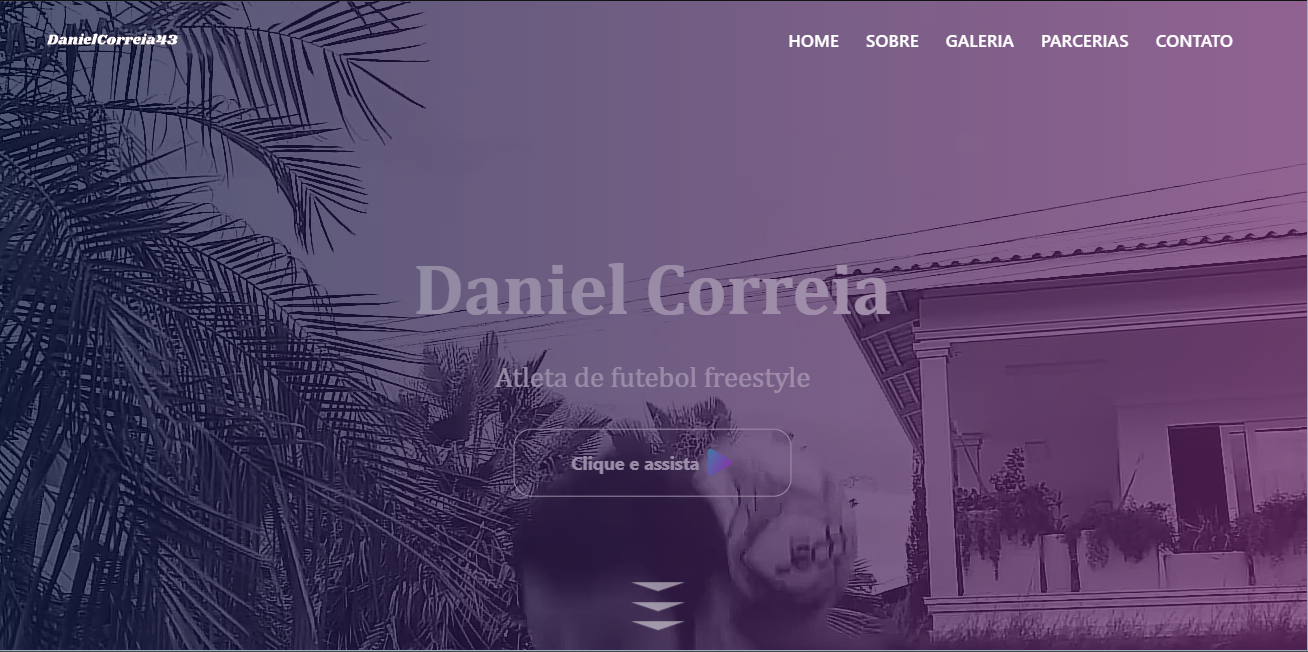 DanielCorreia43
HOME SOBRE GALERIA PARCERIAS CONTATO
Daniel Correia
Atleta de futebol freestyle
Clique e assista